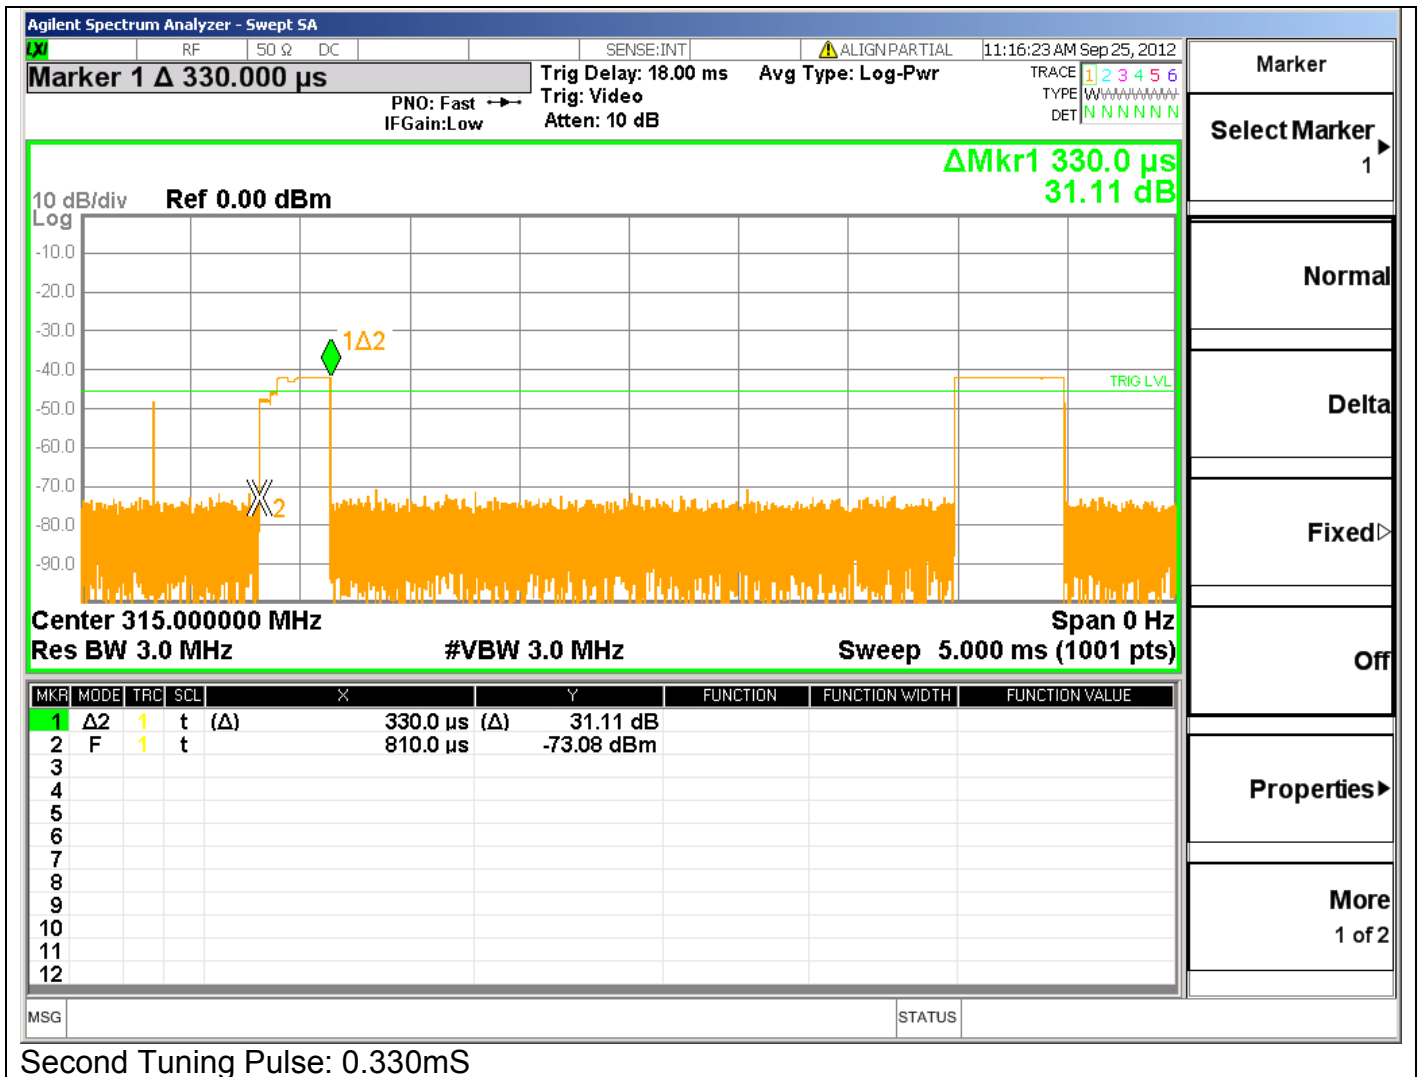 Agilent Spectrum Analyzer - Swept SA
LXI RF 50 Ω DC SENSE:INT ALIGN PARTIAL 11:16:23 AM Sep 25, 2012
Marker 1 Δ 330.000 µs
PNO: Fast
IFGain:Low
Trig Delay: 18.00 ms
Trig: Video
Atten: 10 dB
Avg Type: Log-Pwr
TRACE 1 2 3 4 5 6
TYPE WWWWWW
DET N N N N N N
ΔMkr1 330.0 µs
31.11 dB
10 dB/div Ref 0.00 dBm
Log
-10.0
-20.0
-30.0
1Δ2
-40.0
TRIG LVL
-50.0
-60.0
-70.0
2
-80.0
-90.0
Center 315.000000 MHz Span 0 Hz
Res BW 3.0 MHz #VBW 3.0 MHz Sweep 5.000 ms (1001 pts)
MKR MODE TRC SCL X Y FUNCTION FUNCTION WIDTH FUNCTION VALUE
1 Δ2 1 t (Δ) 330.0 µs (Δ) 31.11 dB
2 F 1 t 810.0 µs -73.08 dBm
3
4
5
6
7
8
9
10
11
12
MSG STATUS
Marker
Select Marker
1
Normal
Delta
Fixed
Off
Properties
More
1 of 2
Second Tuning Pulse: 0.330mS